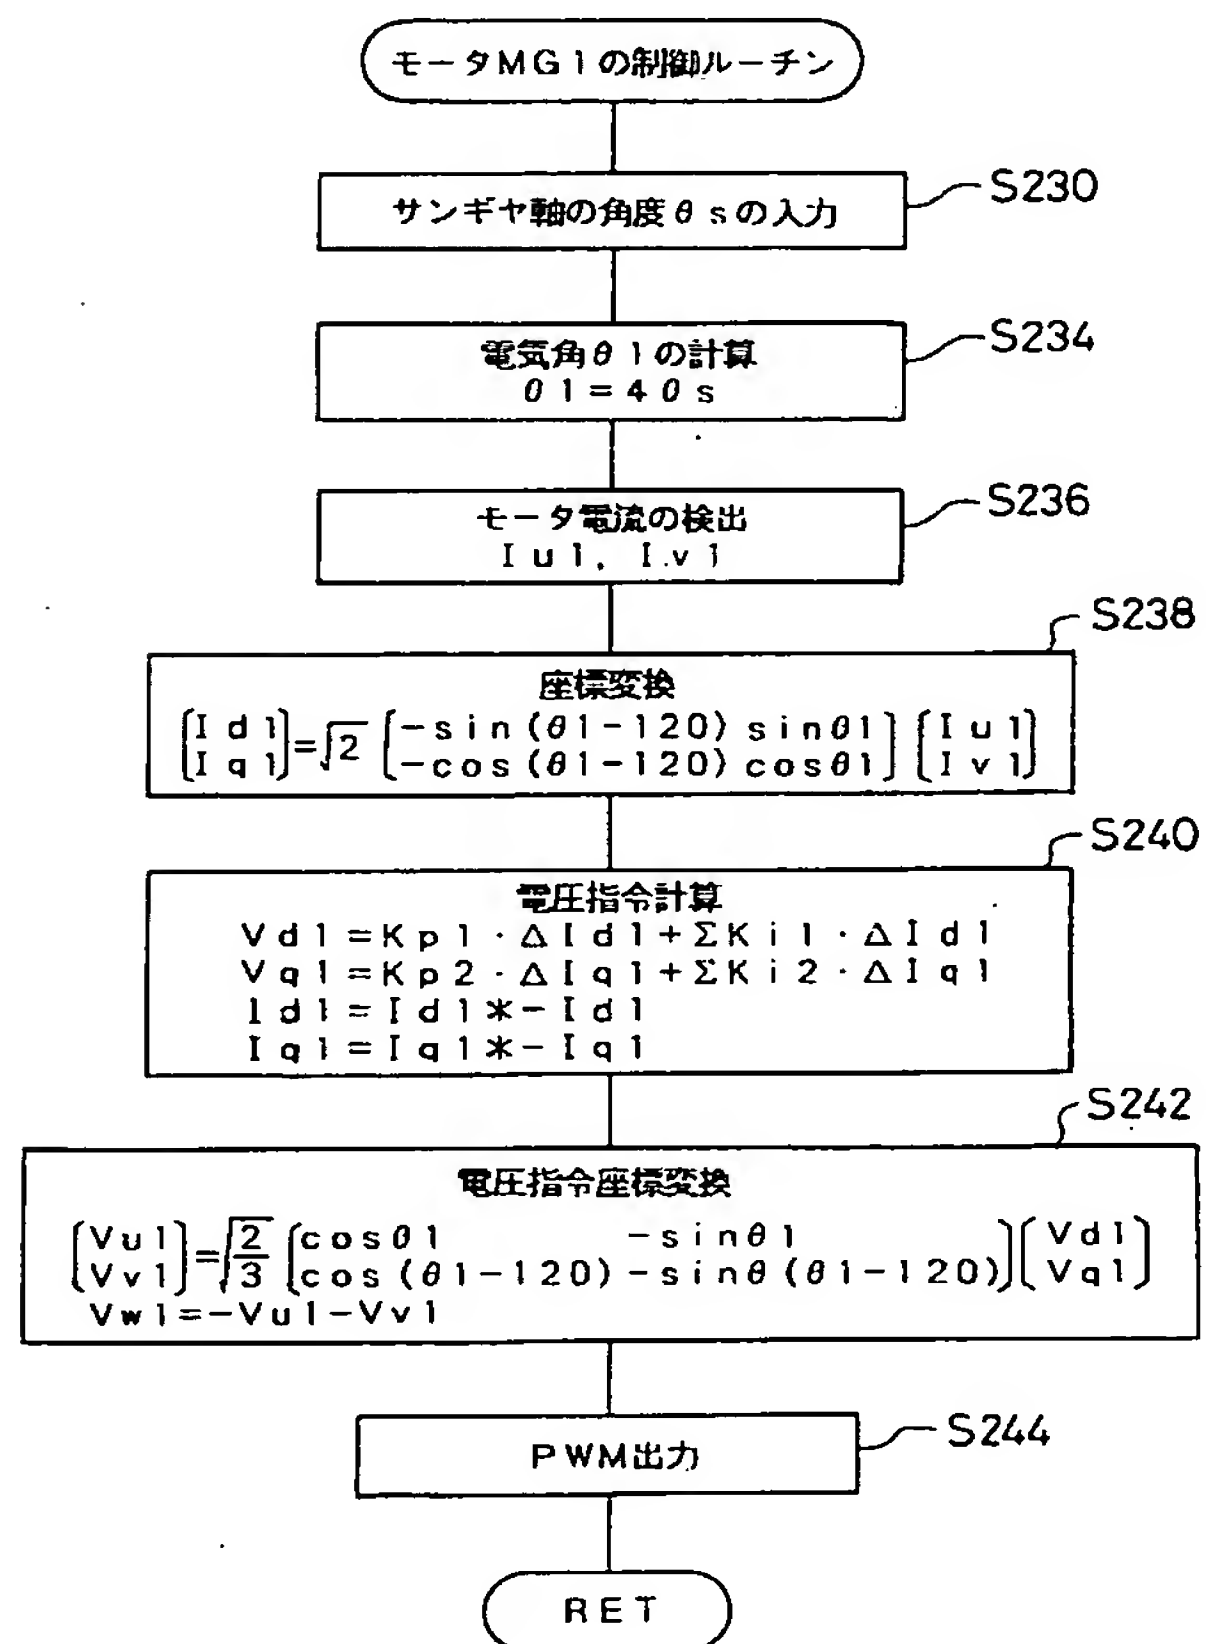 モータMG1の制御ルーチン
サンギヤ軸の角度θsの入力
S230
電気角θ1の計算
θ1=4θs
S234
モータ電流の検出
Iu1, Iv1
S236
S238
座標変換
[Id1]=√2 [-sin(θ1-120) sinθ1] [Iu1]
[Iq1] [-cos(θ1-120) cosθ1] [Iv1]
S240
電圧指令計算
Vd1=Kp1・ΔId1+ΣKi1・ΔId1
Vq1=Kp2・ΔIq1+ΣKi2・ΔIq1
Id1=Id1*-Id1
Iq1=Iq1*-Iq1
S242
電圧指令座標変換
[Vu1]=√2/3 [cosθ1 -sinθ1] [Vd1]
[Vv1] [cos(θ1-120) -sinθ(θ1-120)] [Vq1]
Vw1=-Vu1-Vv1
PWM出力
S244
RET